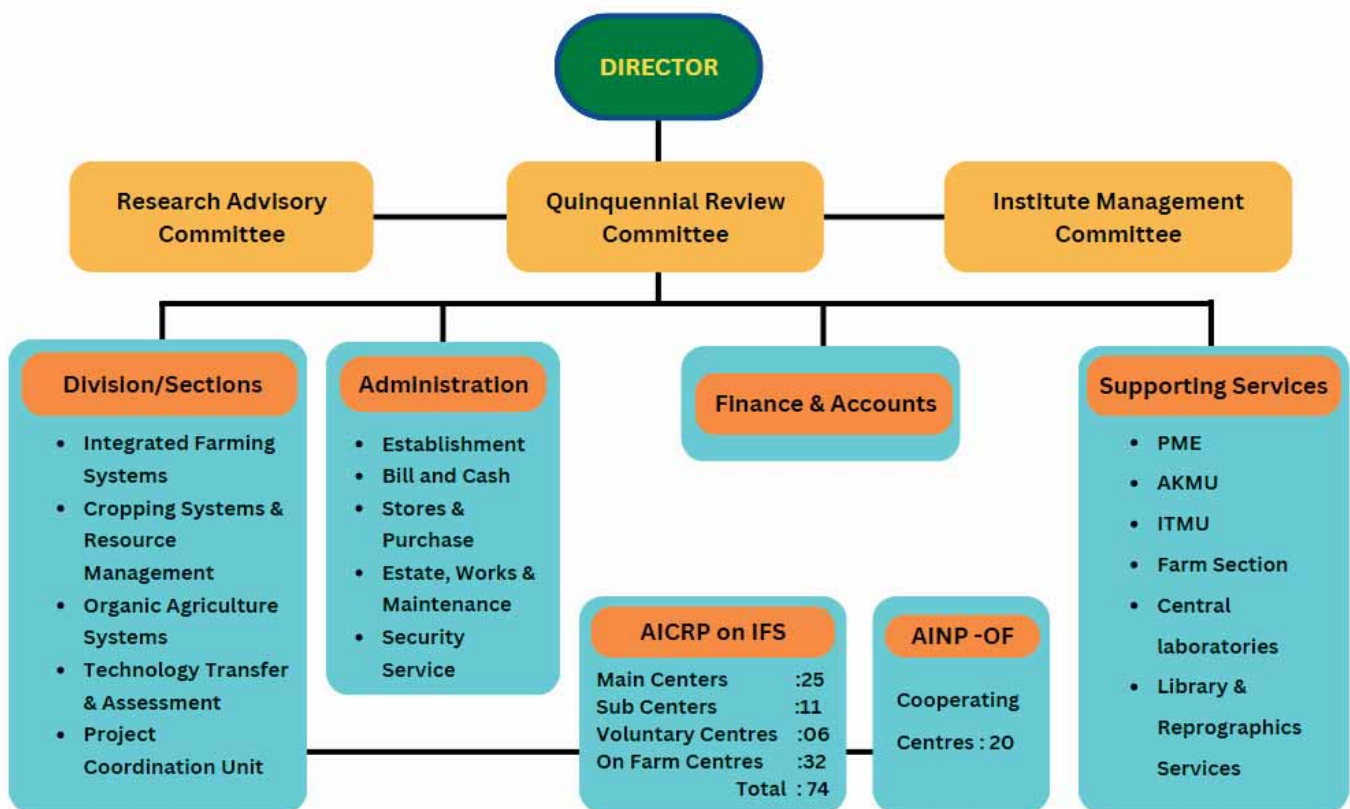 DIRECTOR
Research Advisory
Committee
Quinquennial Review
Committee
Institute Management
Committee
Division/Sections
• Integrated Farming
Systems
• Cropping Systems &
Resource
Management
• Organic Agriculture
Systems
• Technology Transfer
& Assessment
• Project
Coordination Unit
Administration
• Establishment
• Bill and Cash
• Stores &
Purchase
• Estate, Works &
Maintenance
• Security
Service
Finance & Accounts
Supporting Services
• PME
• AKMU
• ITMU
• Farm Section
• Central
laboratories
• Library &
Reprographics
Services
AICRP on IFS
Main Centers :25
Sub Centers :11
Voluntary Centres :06
On Farm Centres :32
Total : 74
AINP -OF
Cooperating
Centres : 20